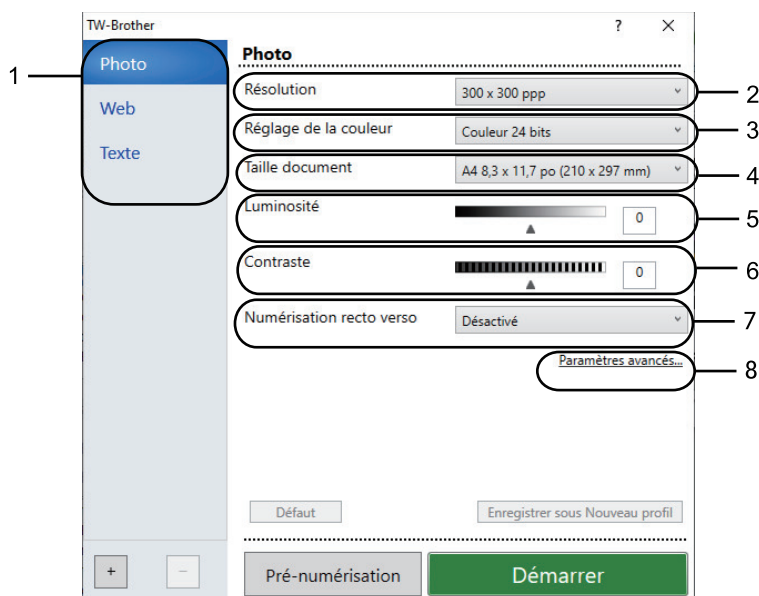 TW-Brother ? ×
1
Photo
Web
Texte
Photo
Résolution 300 x 300 ppp 2
Réglage de la couleur Couleur 24 bits 3
Taille document A4 8,3 x 11,7 po (210 x 297 mm) 4
Luminosité 0 5
Contraste 0 6
Numérisation recto verso Désactivé 7
Paramètres avancés... 8
Défaut Enregistrer sous Nouveau profil
+ − Pré-numérisation Démarrer